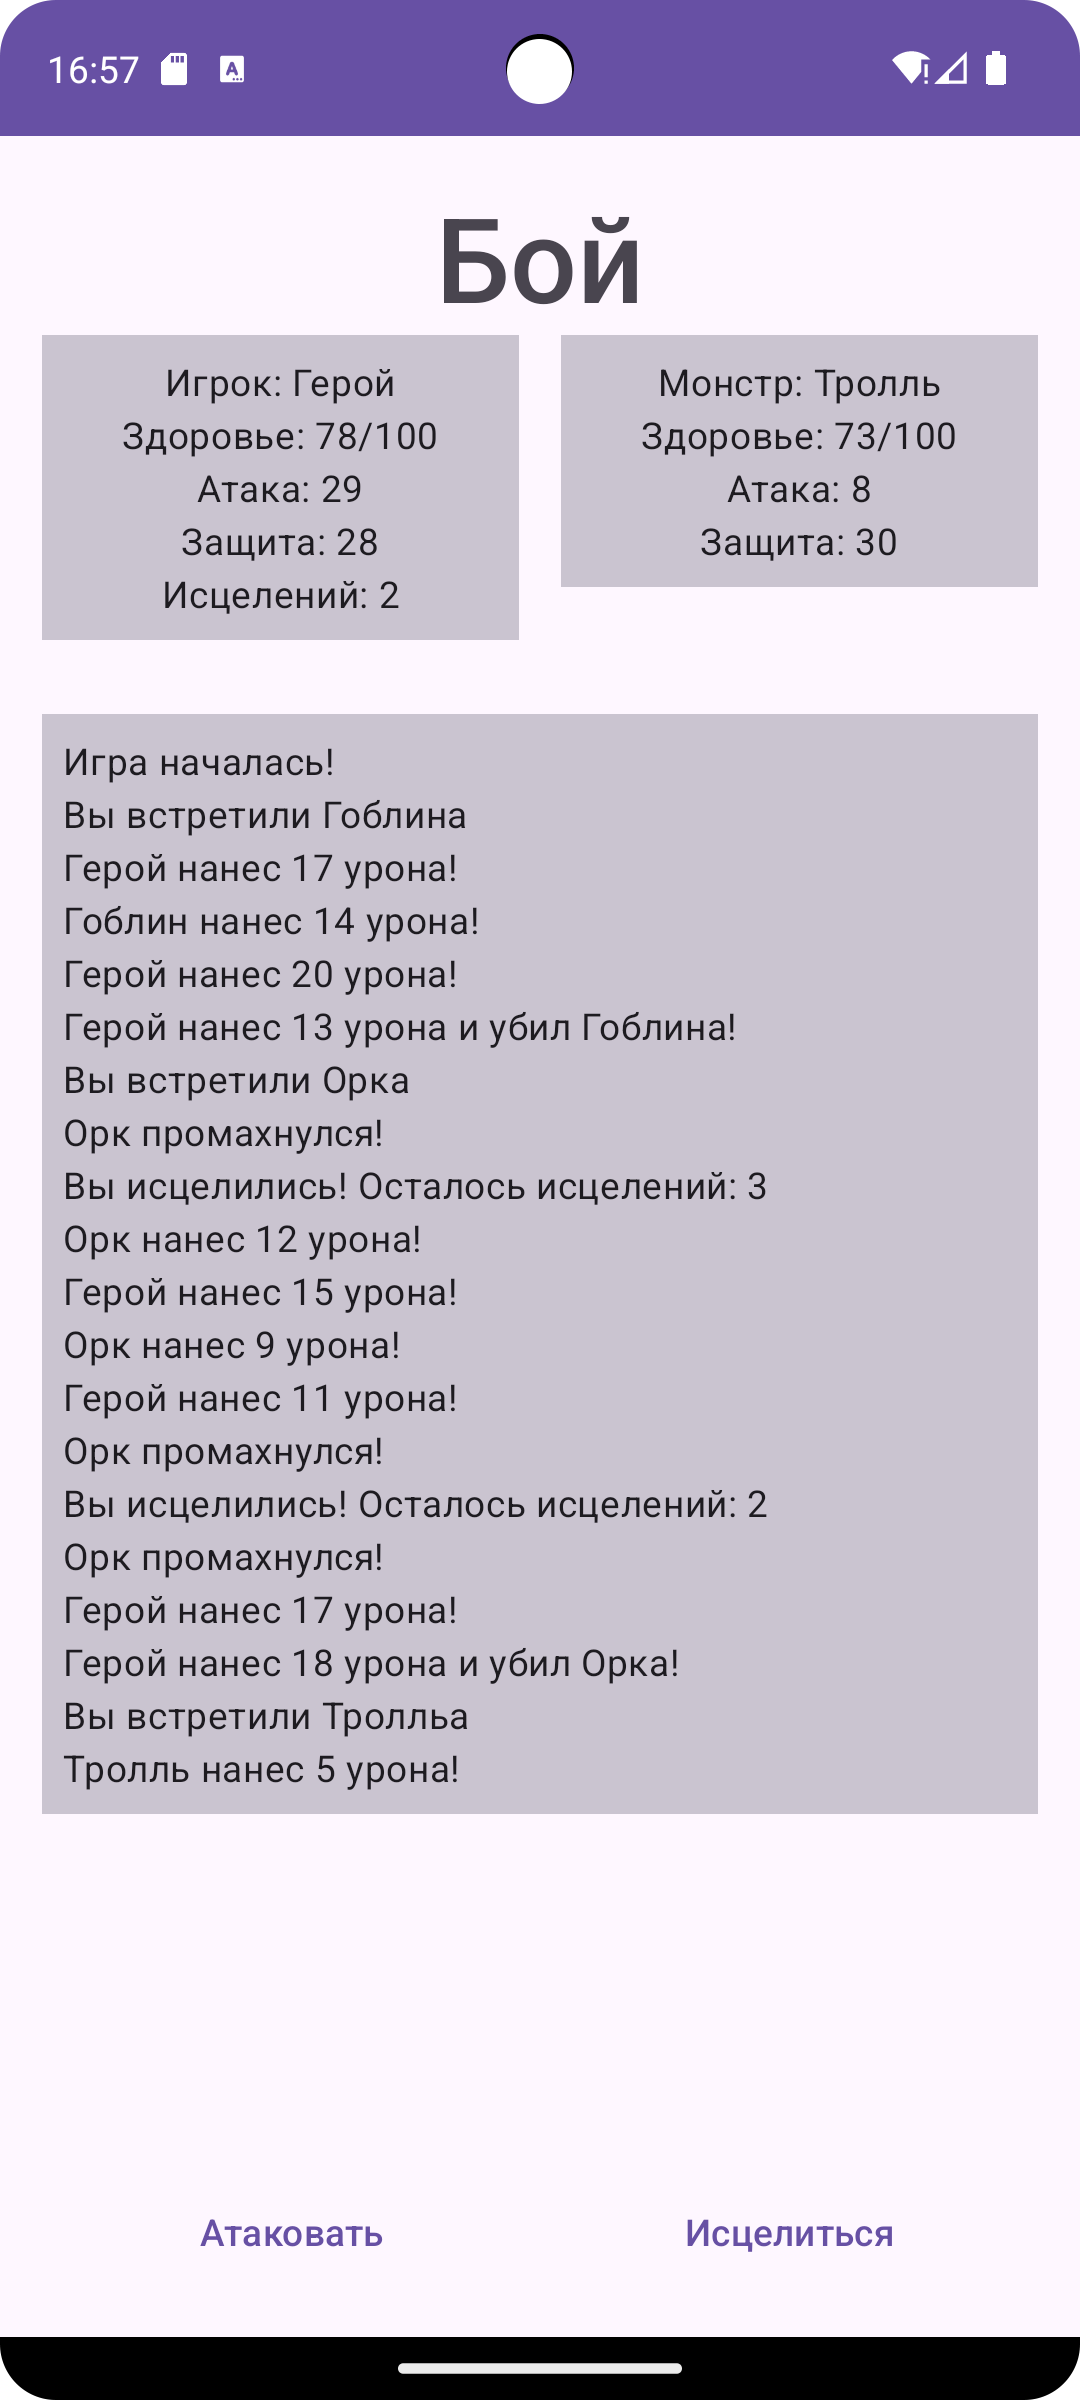 16:57
Бой
Игрок: Герой
Здоровье: 78/100
Атака: 29
Защита: 28
Исцелений: 2
Монстр: Тролль
Здоровье: 73/100
Атака: 8
Защита: 30
Игра началась!
Вы встретили Гоблина
Герой нанес 17 урона!
Гоблин нанес 14 урона!
Герой нанес 20 урона!
Герой нанес 13 урона и убил Гоблина!
Вы встретили Орка
Орк промахнулся!
Вы исцелились! Осталось исцелений: 3
Орк нанес 12 урона!
Герой нанес 15 урона!
Орк нанес 9 урона!
Герой нанес 11 урона!
Орк промахнулся!
Вы исцелились! Осталось исцелений: 2
Орк промахнулся!
Герой нанес 17 урона!
Герой нанес 18 урона и убил Орка!
Вы встретили Тролльа
Тролль нанес 5 урона!
Атаковать
Исцелиться